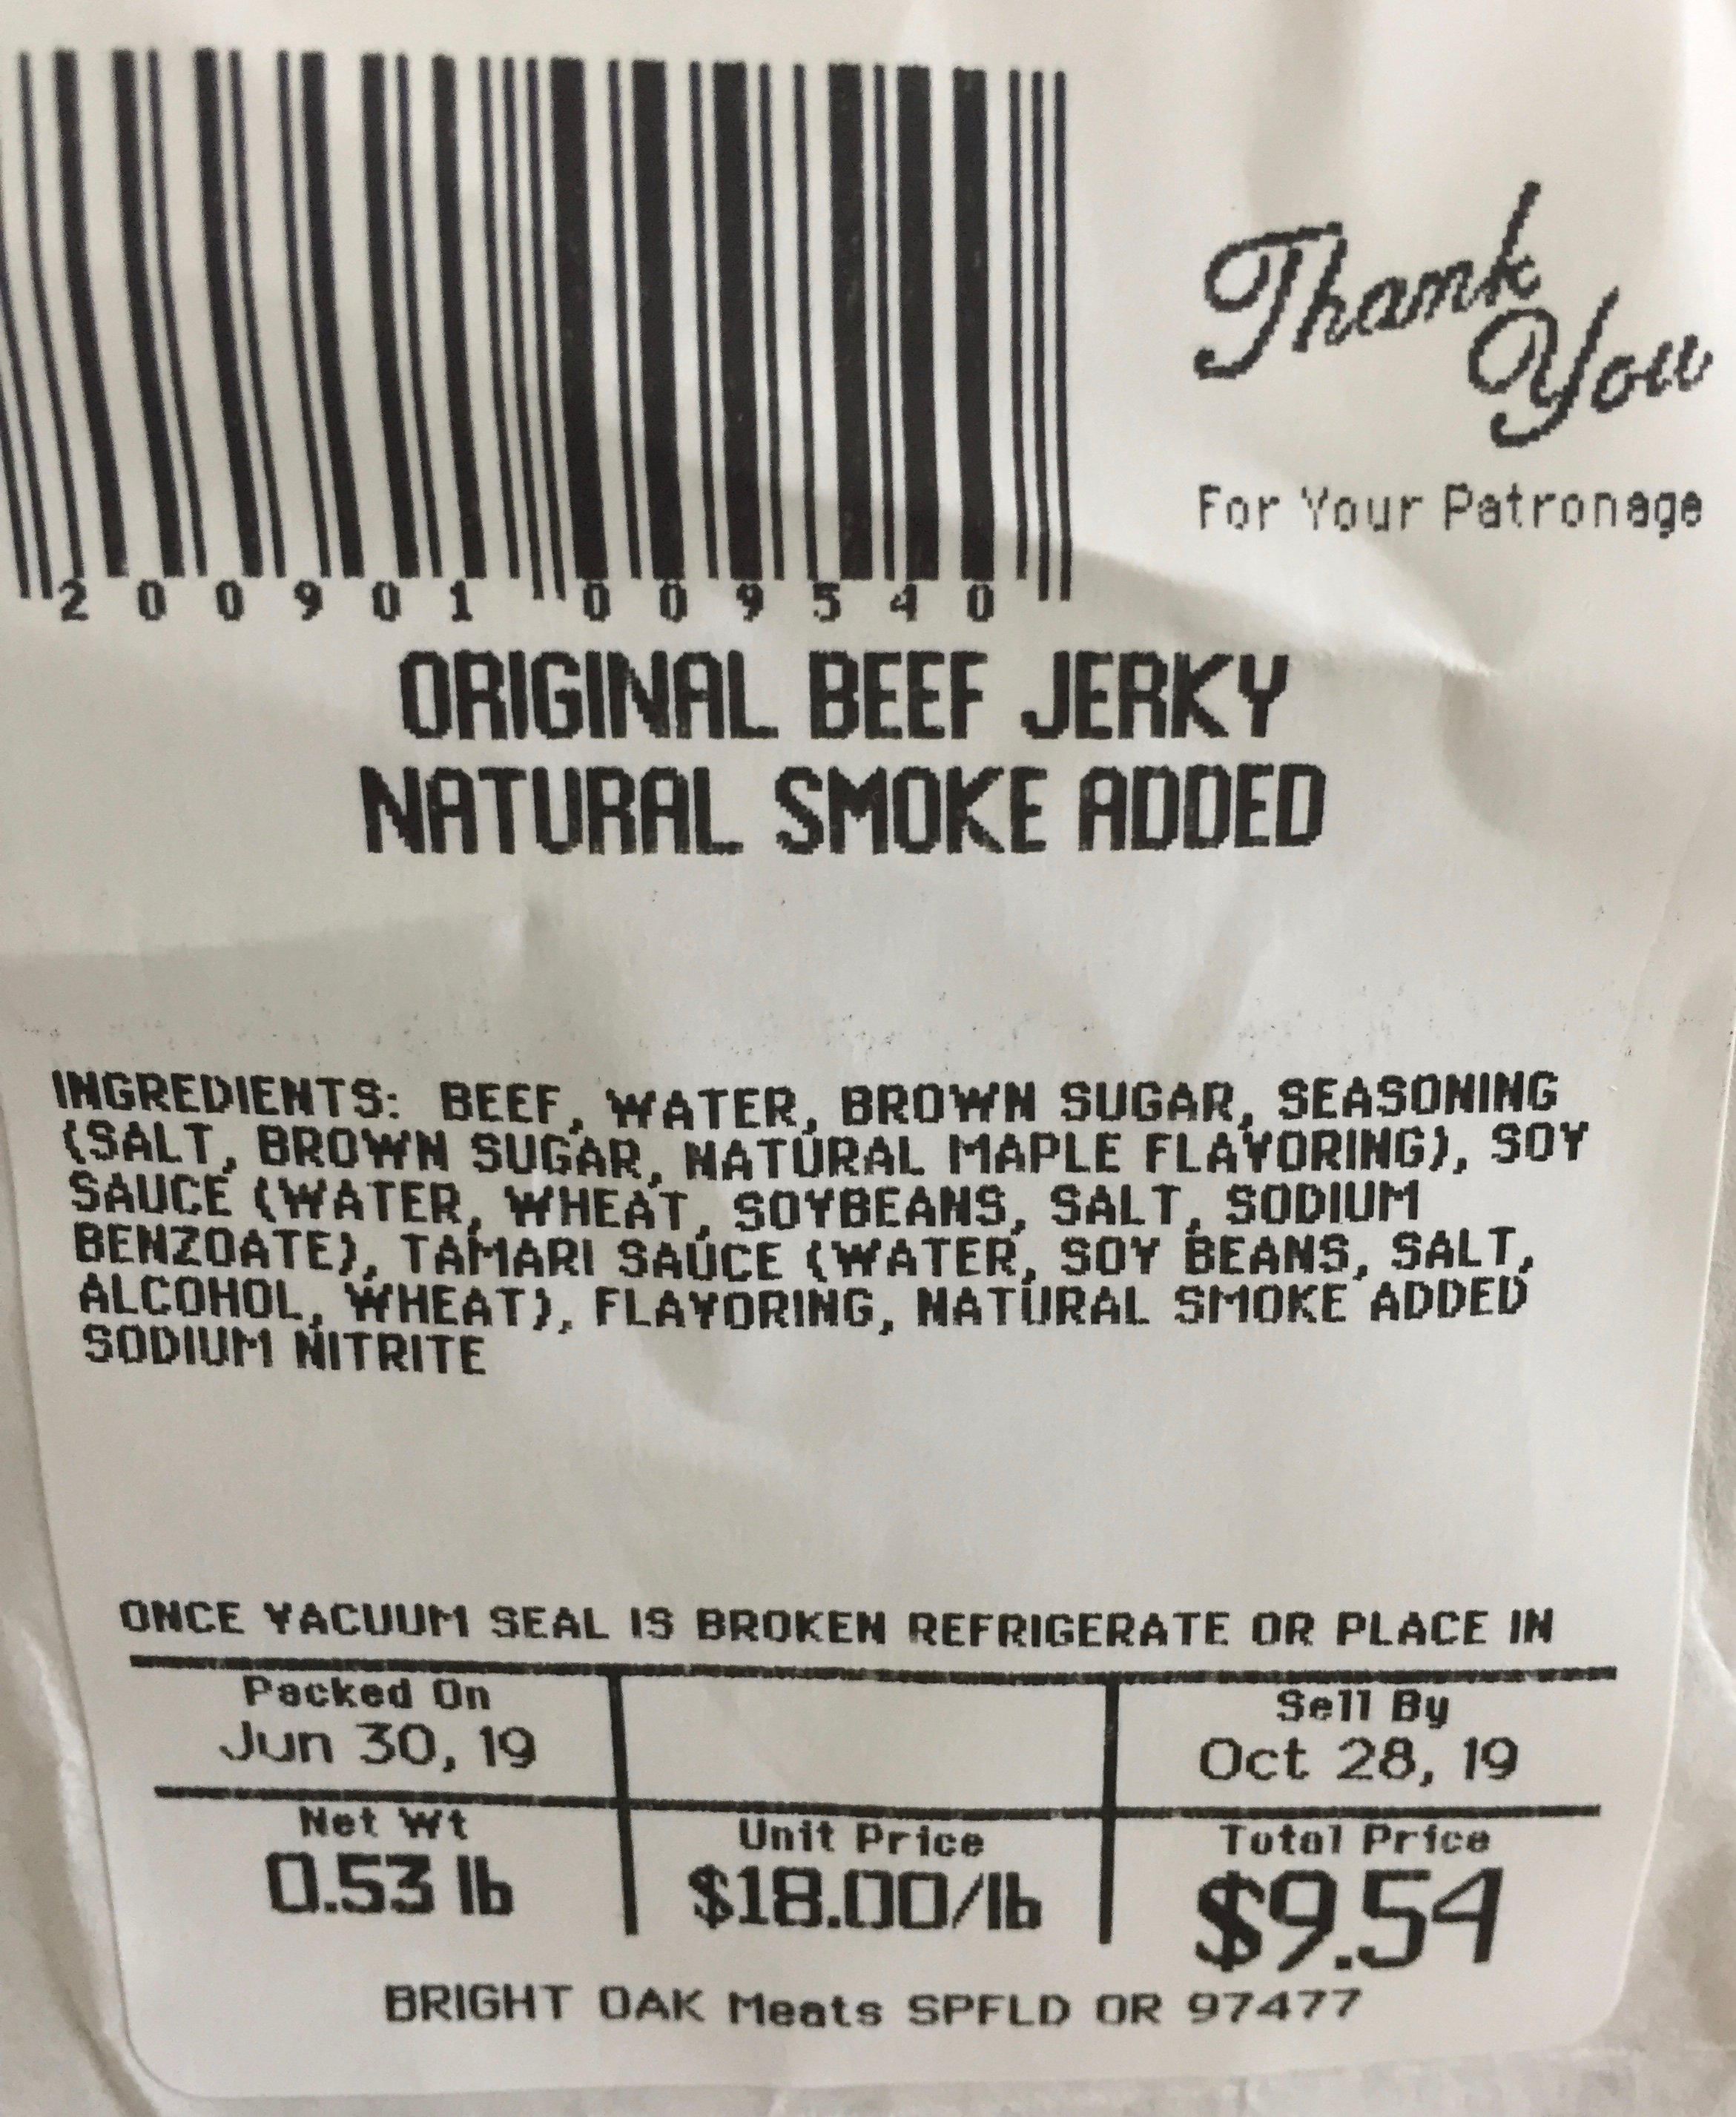 Thank
You
For Your Patronage
2 0 0 9 0 1 0 0 9 5 4 0
ORIGINAL BEEF JERKY
NATURAL SMOKE ADDED
INGREDIENTS: BEEF, WATER, BROWN SUGAR, SEASONING
(SALT, BROWN SUGAR, NATURAL MAPLE FLAVORING), SOY
SAUCE (WATER, WHEAT, SOYBEANS, SALT, SODIUM
BENZOATE), TAMARI SAUCE (WATER, SOY BEANS, SALT,
ALCOHOL, WHEAT), FLAVORING, NATURAL SMOKE ADDED
SODIUM NITRITE
ONCE VACUUM SEAL IS BROKEN REFRIGERATE OR PLACE IN
Packed On
Jun 30, 19
Sell By
Oct 28, 19
Net Wt
0.53 lb
Unit Price
$18.00/lb
Total Price
$9.54
BRIGHT OAK Meats SPFLD OR 97477